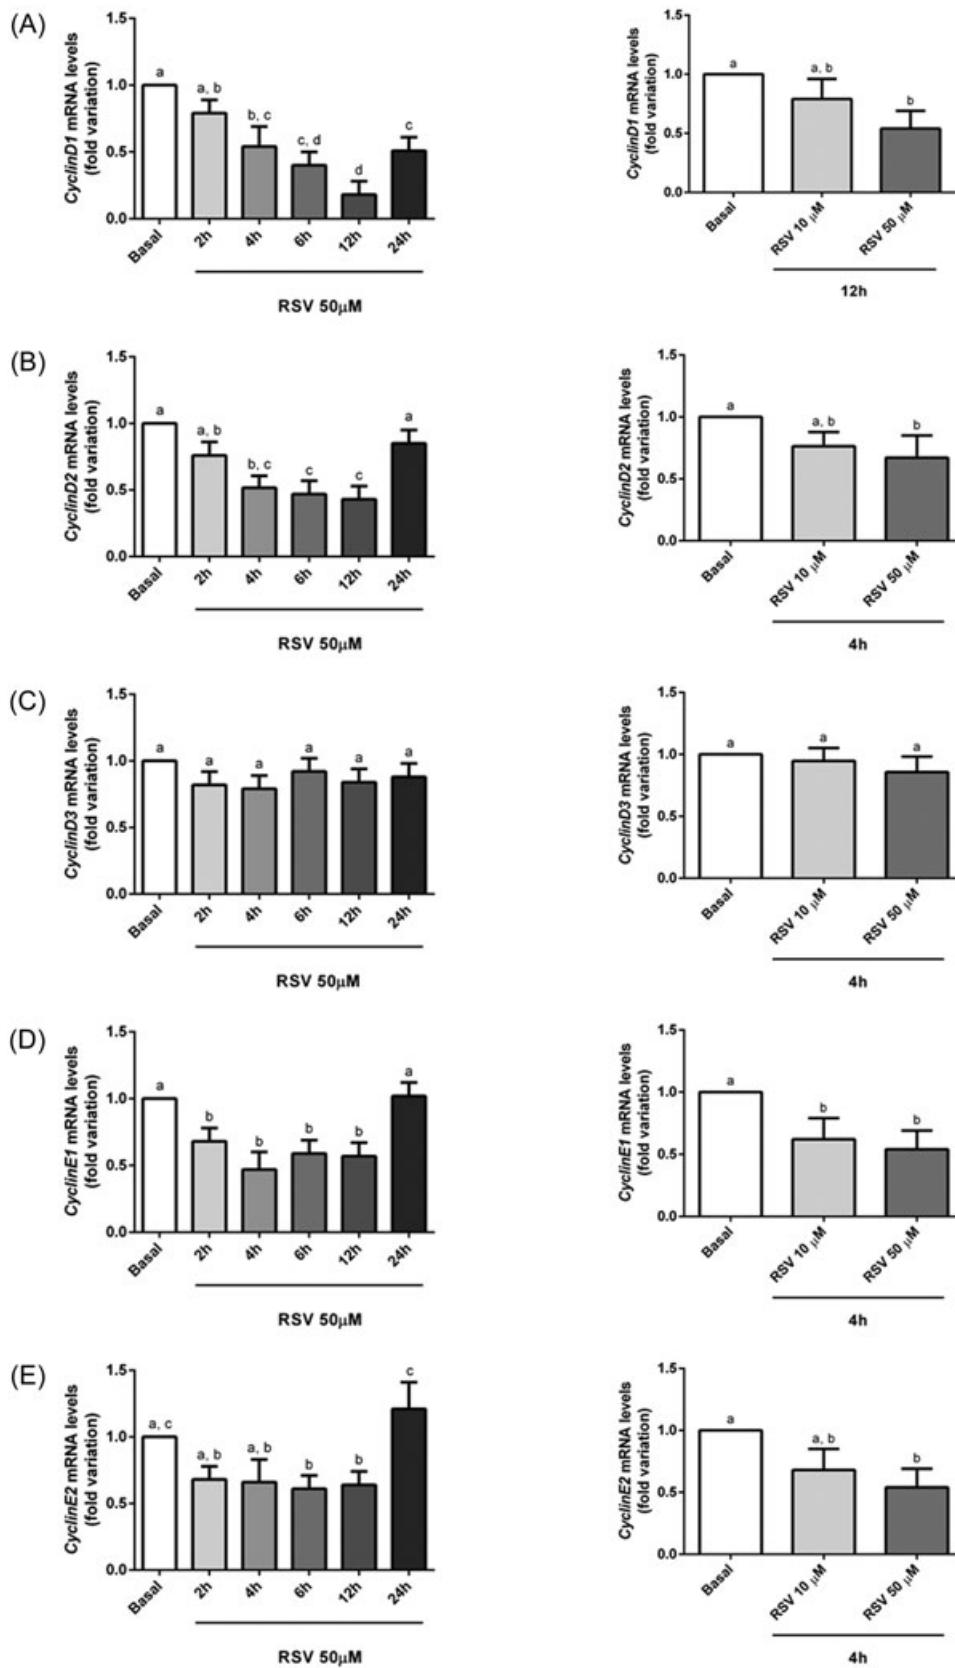 (A)
CyclinD1 mRNA levels
(fold variation)
1.5
1.0
0.5
0.0
a
a, b
b, c
c, d
d
c
Basal
2h
4h
6h
12h
24h
RSV 50μM
CyclinD1 mRNA levels
(fold variation)
1.5
1.0
0.5
0.0
a
a, b
b
Basal
RSV 10 μM
RSV 50 μM
12h
(B)
CyclinD2 mRNA levels
(fold variation)
1.5
1.0
0.5
0.0
a
a, b
b, c
c
c
a
Basal
2h
4h
6h
12h
24h
RSV 50μM
CyclinD2 mRNA levels
(fold variation)
1.5
1.0
0.5
0.0
a
a, b
b
Basal
RSV 10 μM
RSV 50 μM
4h
(C)
CyclinD3 mRNA levels
(fold variation)
1.5
1.0
0.5
0.0
a
a
a
a
a
a
Basal
2h
4h
6h
12h
24h
RSV 50μM
CyclinD3 mRNA levels
(fold variation)
1.5
1.0
0.5
0.0
a
a
a
Basal
RSV 10 μM
RSV 50 μM
4h
(D)
CyclinE1 mRNA levels
(fold variation)
1.5
1.0
0.5
0.0
a
b
b
b
b
a
Basal
2h
4h
6h
12h
24h
RSV 50μM
CyclinE1 mRNA levels
(fold variation)
1.5
1.0
0.5
0.0
a
b
b
Basal
RSV 10 μM
RSV 50 μM
4h
(E)
CyclinE2 mRNA levels
(fold variation)
1.5
1.0
0.5
0.0
a, c
a, b
a, b
b
b
c
Basal
2h
4h
6h
12h
24h
RSV 50μM
CyclinE2 mRNA levels
(fold variation)
1.5
1.0
0.5
0.0
a
a, b
b
Basal
RSV 10 μM
RSV 50 μM
4h